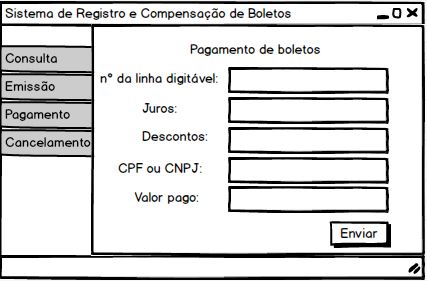 Sistema de Registro e Compensação de Boletos
Consulta
Emissão
Pagamento
Cancelamento
Pagamento de boletos
nº da linha digitável:
Juros:
Descontos:
CPF ou CNPJ:
Valor pago:
Enviar